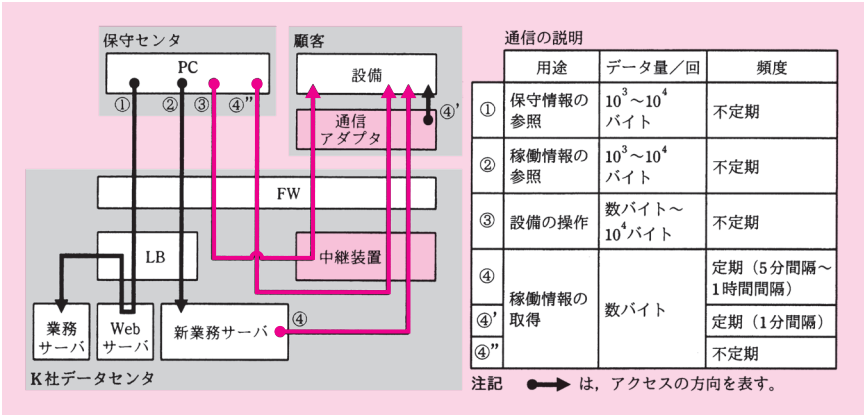 保守センタ
PC
① ② ③ ④”
顧客
設備
④’
通信
アダプタ
FW
LB
中継装置
業務
サーバ
Web
サーバ
新業務サーバ
④
K社データセンタ
通信の説明
用途 データ量／回 頻度
① 保守情報の参照 10³～10⁴バイト 不定期
② 稼働情報の参照 10³～10⁴バイト 不定期
③ 設備の操作 数バイト～10⁴バイト 不定期
④ 稼働情報の取得 数バイト 定期（5分間隔～1時間間隔）
④’ 定期（1分間隔）
④” 不定期
注記 ●→ は，アクセスの方向を表す。